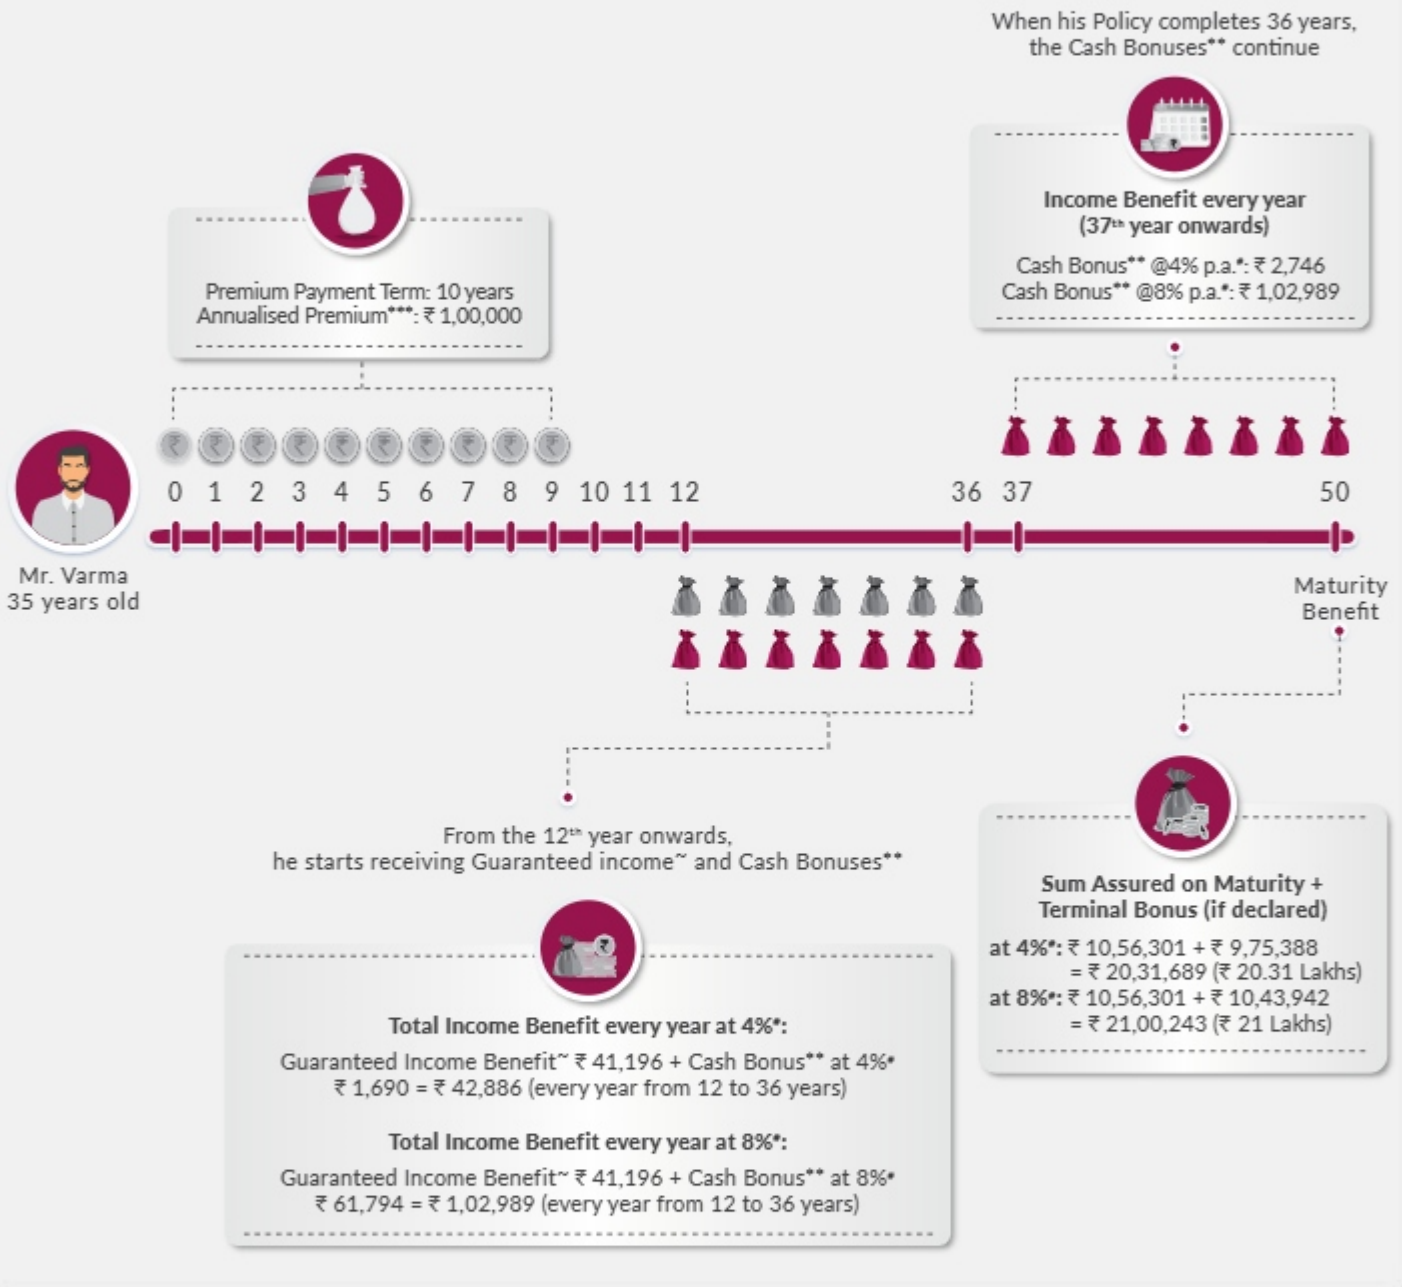 When his Policy completes 36 years,
the Cash Bonuses** continue
Income Benefit every year
(37th year onwards)
Cash Bonus** @4% p.a.*: ₹ 2,746
Cash Bonus** @8% p.a.*: ₹ 1,02,989
Premium Payment Term: 10 years
Annualised Premium***: ₹ 1,00,000
0 1 2 3 4 5 6 7 8 9 10 11 12 36 37 50
Mr. Varma
35 years old
Maturity
Benefit
From the 12th year onwards,
he starts receiving Guaranteed income~ and Cash Bonuses**
Total Income Benefit every year at 4%*:
Guaranteed Income Benefit~ ₹ 41,196 + Cash Bonus** at 4%*
₹ 1,690 = ₹ 42,886 (every year from 12 to 36 years)
Total Income Benefit every year at 8%*:
Guaranteed Income Benefit~ ₹ 41,196 + Cash Bonus** at 8%*
₹ 61,794 = ₹ 1,02,989 (every year from 12 to 36 years)
Sum Assured on Maturity +
Terminal Bonus (if declared)
at 4%*: ₹ 10,56,301 + ₹ 9,75,388
= ₹ 20,31,689 (₹ 20.31 Lakhs)
at 8%*: ₹ 10,56,301 + ₹ 10,43,942
= ₹ 21,00,243 (₹ 21 Lakhs)